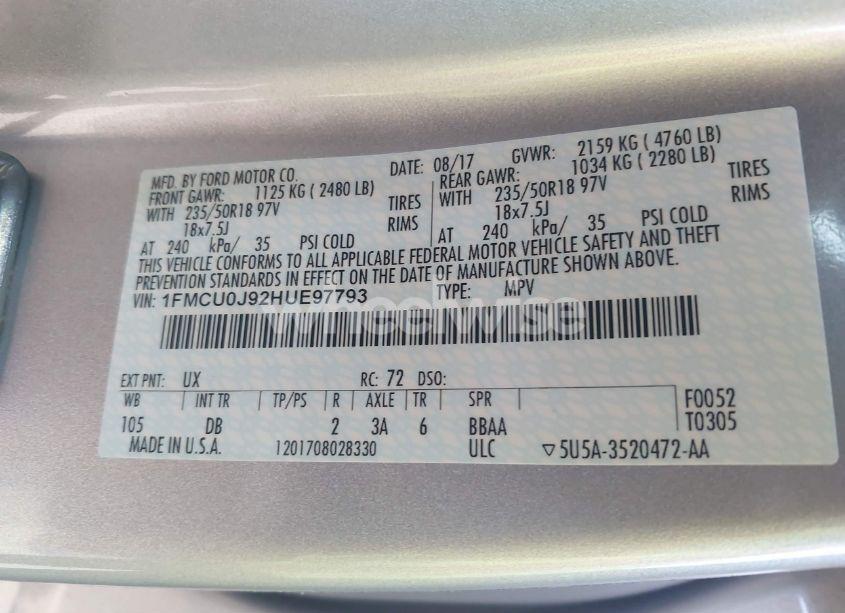 MFD. BY FORD MOTOR CO. DATE: 08/17 GVWR: 2159 KG ( 4760 LB)
FRONT GAWR: 1125 KG ( 2480 LB) REAR GAWR: 1034 KG ( 2280 LB)
WITH 235/50R18 97V TIRES WITH 235/50R18 97V TIRES
18x7.5J RIMS 18x7.5J RIMS
AT 240 kPa/ 35 PSI COLD AT 240 kPa/ 35 PSI COLD
THIS VEHICLE CONFORMS TO ALL APPLICABLE FEDERAL MOTOR VEHICLE SAFETY AND THEFT
PREVENTION STANDARDS IN EFFECT ON THE DATE OF MANUFACTURE SHOWN ABOVE.
VIN: 1FMCU0J92HUE97793 TYPE: MPV
wheelwise
EXT PNT: UX RC: 72 DSO:
WB INT TR TP/PS R AXLE TR SPR F0052
105 DB 2 3A 6 BBAA T0305
MADE IN U.S.A. 1201708028330 ULC ▽5U5A-3520472-AA